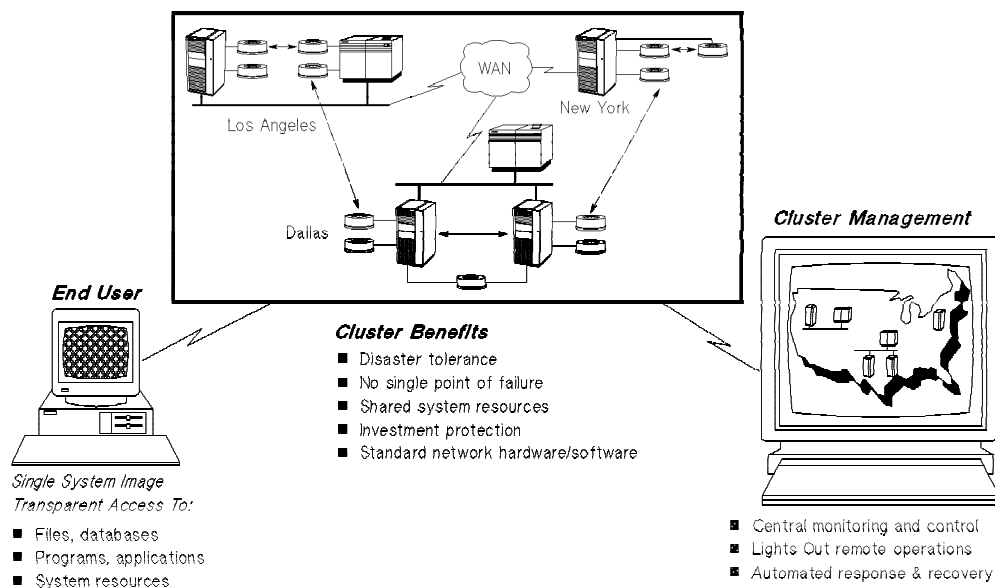 WAN
Los Angeles
New York
Dallas
Cluster Management
End User
Cluster Benefits
■ Disaster tolerance
■ No single point of failure
■ Shared system resources
■ Investment protection
■ Standard network hardware/software
Single System Image
Transparent Access To:
■ Files, databases
■ Programs, applications
■ System resources
■ Central monitoring and control
■ Lights Out remote operations
■ Automated response & recovery